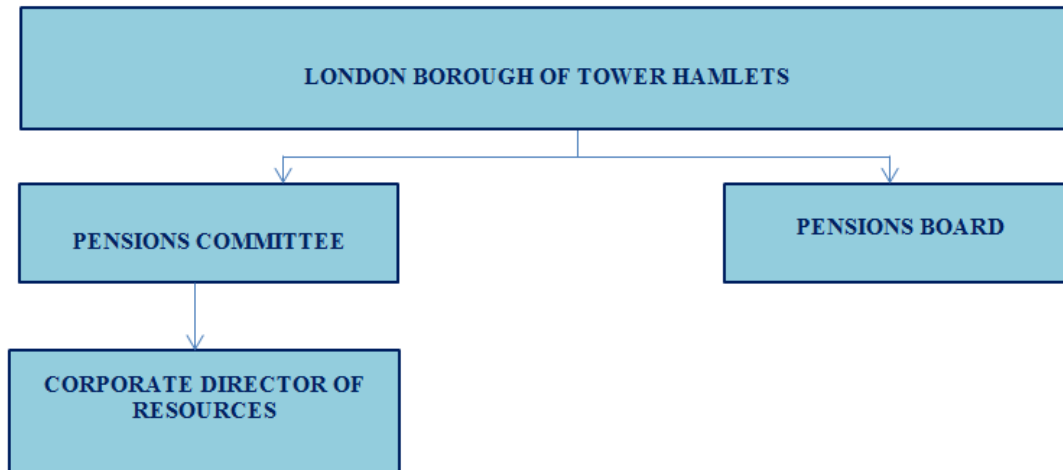 LONDON BOROUGH OF TOWER HAMLETS
PENSIONS COMMITTEE
PENSIONS BOARD
CORPORATE DIRECTOR OF
RESOURCES